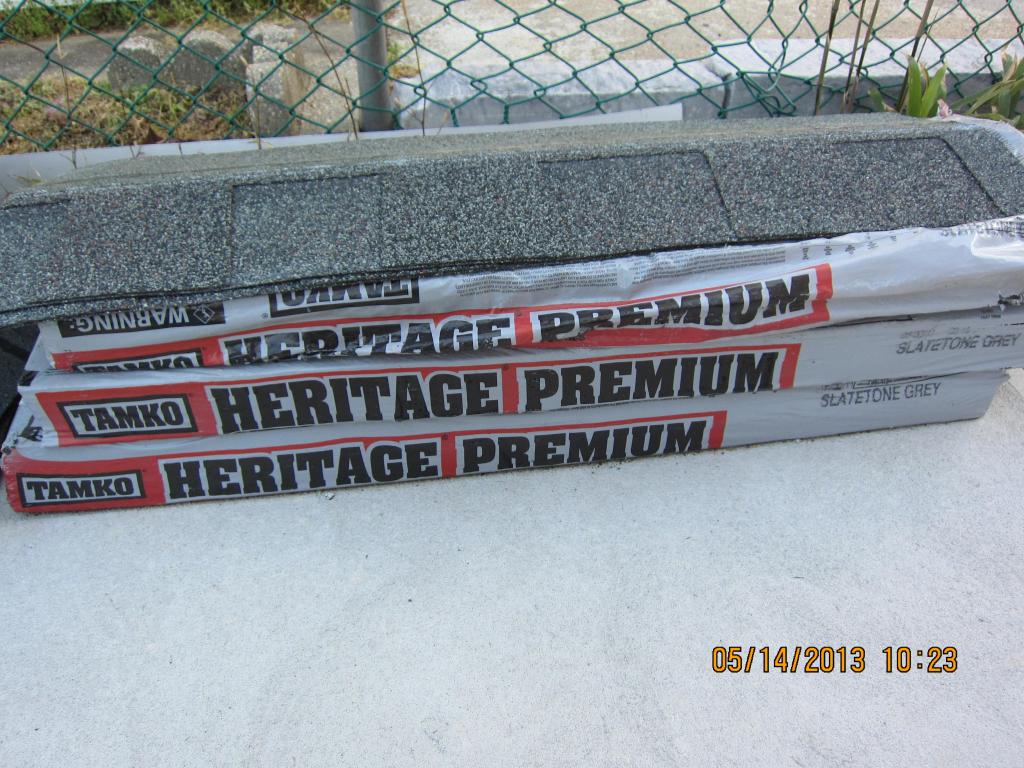 TAMKO
WARNING:
TAMKO HERITAGE PREMIUM
TAMKO HERITAGE PREMIUM
SLATETONE GREY
TAMKO HERITAGE PREMIUM
SLATETONE GREY
05/14/2013 10:23